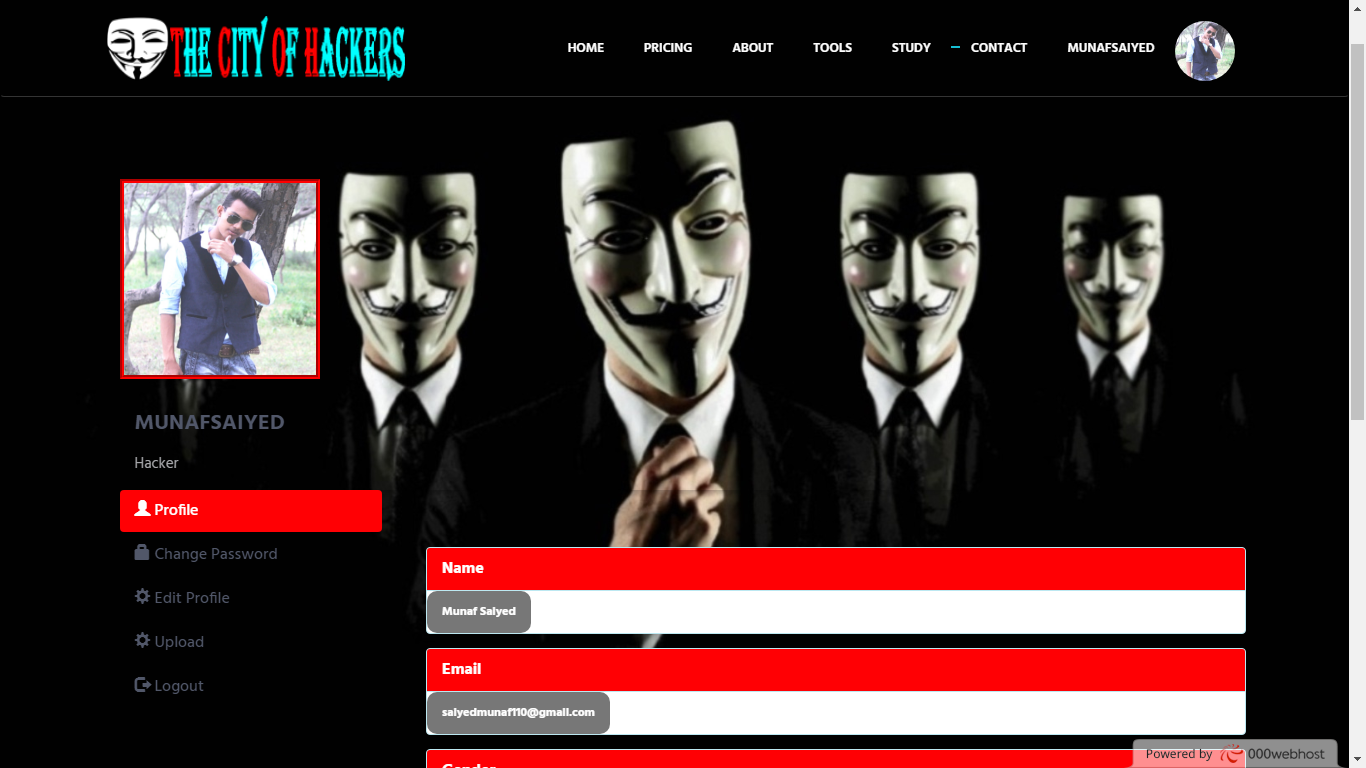 THE CITY OF HACKERS
HOME PRICING ABOUT TOOLS STUDY CONTACT MUNAFSAIYED
MUNAFSAIYED
Hacker
Profile
Change Password
Edit Profile
Upload
Logout
Name
Munaf Saiyed
Email
saiyedmunaf110@gmail.com
Gender
Powered by 000webhost